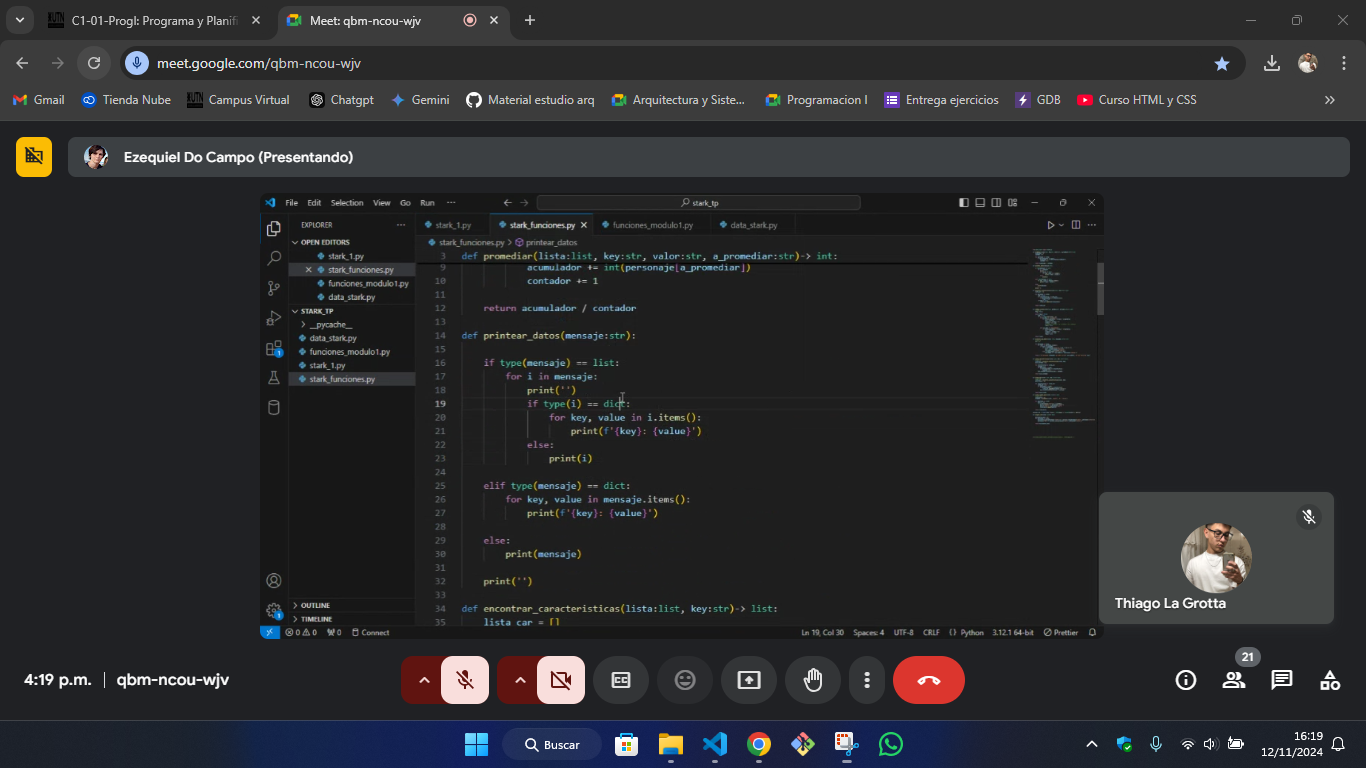 C1-01-ProgI: Programa y Planifi
Meet: qbm-ncou-wjv
meet.google.com/qbm-ncou-wjv
Gmail
Tienda Nube
Campus Virtual
Chatgpt
Gemini
Material estudio arq
Arquitectura y Siste...
Programacion I
Entrega ejercicios
GDB
Curso HTML y CSS
Ezequiel Do Campo (Presentando)
File Edit Selection View Go Run ···
stark_tp
EXPLORER
stark_1.py
stark_funciones.py
funciones_modulo1.py
data_stark.py
OPEN EDITORS
stark_1.py
stark_funciones.py
funciones_modulo1.py
data_stark.py
STARK_TP
__pycache__
data_stark.py
funciones_modulo1.py
stark_1.py
stark_funciones.py
OUTLINE
TIMELINE
stark_funciones.py > printear_datos
3 def promediar(lista:list, key:str, valor:str, a_promediar:str)-> int:
9 acumulador += int(personaje[a_promediar])
10 contador += 1
11
12 return acumulador / contador
13
14 def printear_datos(mensaje:str):
15
16 if type(mensaje) == list:
17 for i in mensaje:
18 print('')
19 if type(i) == dict:
20 for key, value in i.items():
21 print(f'{key}: {value}')
22 else:
23 print(i)
24
25 elif type(mensaje) == dict:
26 for key, value in mensaje.items():
27 print(f'{key}: {value}')
28
29 else:
30 print(mensaje)
31
32 print('')
33
34 def encontrar_caracteristicas(lista:list, key:str)-> list:
35 lista_car = []
0 0 0 Connect
Ln 19, Col 30 Spaces: 4 UTF-8 CRLF Python 3.12.1 64-bit Prettier
Thiago La Grotta
4:19 p.m. | qbm-ncou-wjv
21
Buscar
16:19
12/11/2024